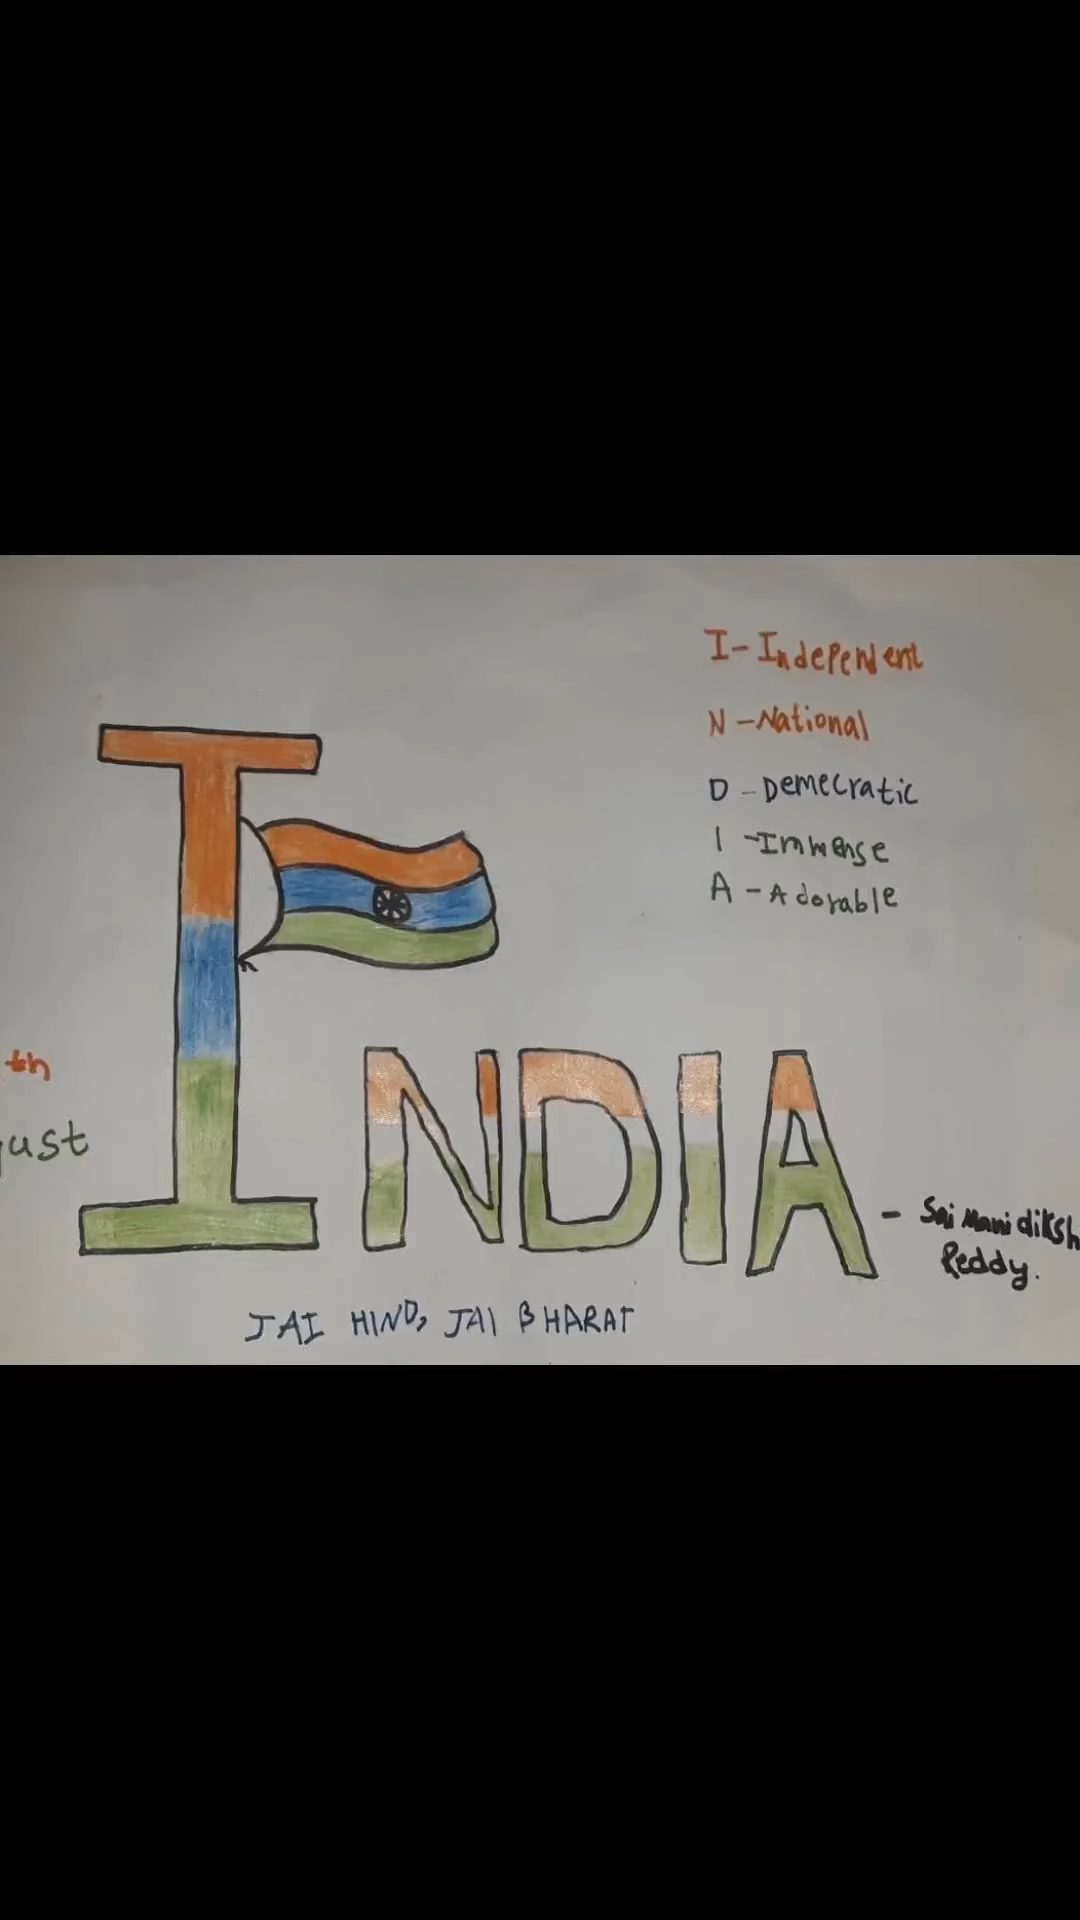 I - Independent
N - National
D - Demecratic
I - Immense
A - Adorable
th
ust
INDIA
- Sai Mani diksh
Reddy.
JAI HIND, JAI BHARAT